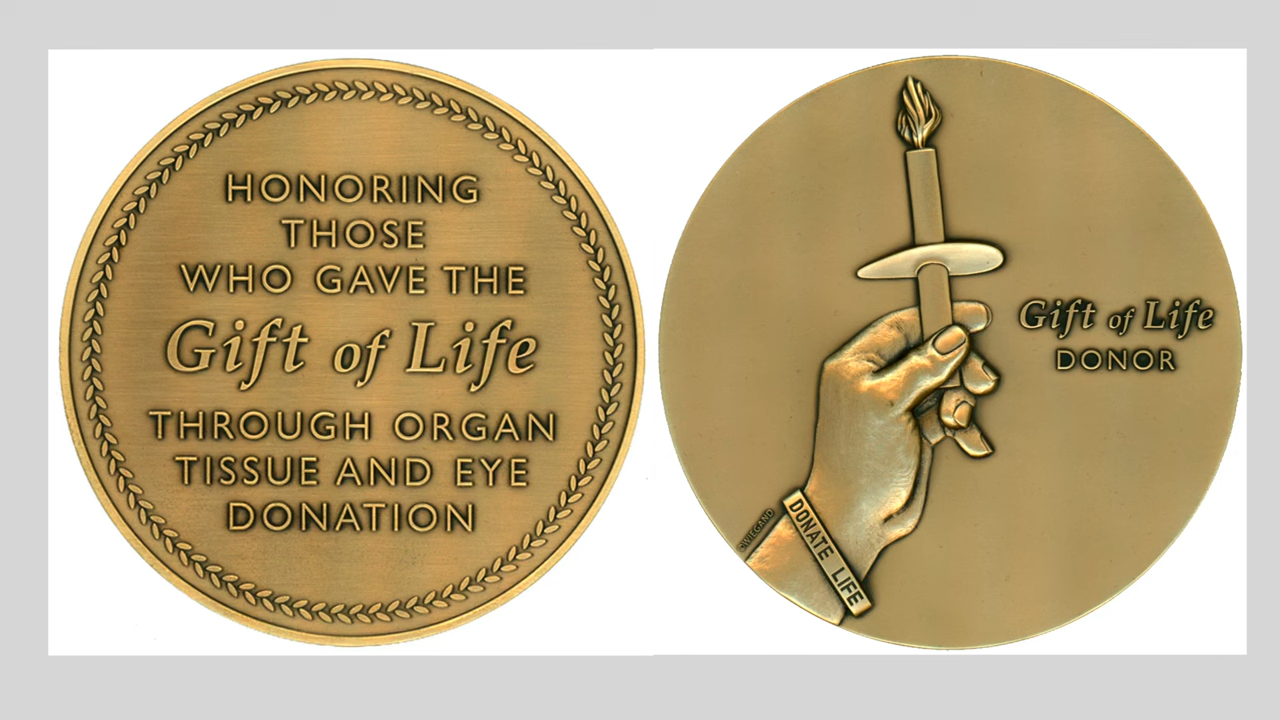 HONORING
THOSE
WHO GAVE THE
Gift of Life
THROUGH ORGAN
TISSUE AND EYE
DONATION
Gift of Life
DONOR
DONATE LIFE
©WIEGAND